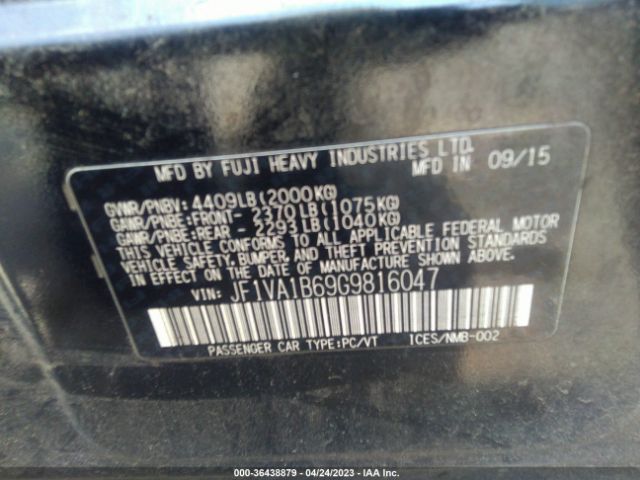 MFD BY FUJI HEAVY INDUSTRIES LTD.
MFD IN 09/15
GVWR/PNBV: 4409LB(2000KG)
GAWR/PNBE:FRONT- 2370LB(1075KG)
GAWR/PNBE:REAR - 2293LB(1040KG)
THIS VEHICLE CONFORMS TO ALL APPLICABLE FEDERAL MOTOR
VEHICLE SAFETY, BUMPER, AND THEFT PREVENTION STANDARDS
IN EFFECT ON THE DATE OF MANUFACTURE SHOWN ABOVE.
VIN: JF1VA1B69G9816047
PASSENGER CAR TYPE:PC/VT ICES/NMB-002
000-36438879 - 04/24/2023 - IAA Inc.